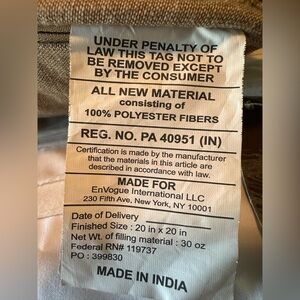 UNDER PENALTY OF
LAW THIS TAG NOT TO
BE REMOVED EXCEPT
BY THE CONSUMER
ALL NEW MATERIAL
consisting of
100% POLYESTER FIBERS
REG. NO. PA 40951 (IN)
Certification is made by the manufacturer
that the materials in this article are
described in accordance with law.
MADE FOR
EnVogue International LLC
230 Fifth Ave, New York, NY 10001
Date of Delivery
Finished Size : 20 in x 20 in
Net Wt. of filling material : 30 oz
Federal RN# 119737
PO : 399830
MADE IN INDIA